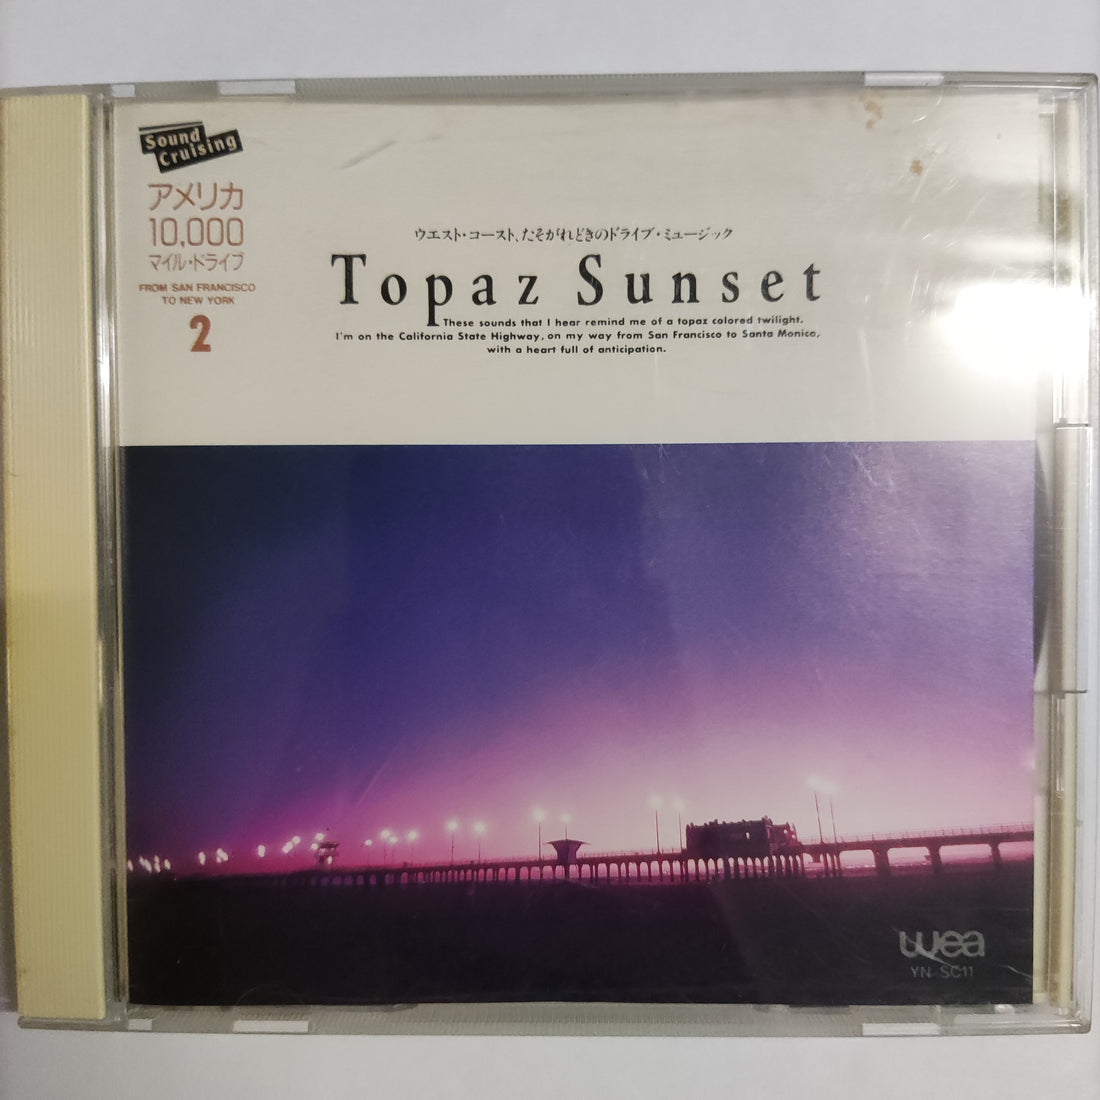 Sound
Cruising
アメリカ
10,000
マイル・ドライブ
FROM SAN FRANCISCO
TO NEW YORK
2
ウエスト・コースト、たそがれどきのドライブ・ミュージック
Topaz Sunset
These sounds that I hear remind me of a topaz colored twilight.
I'm on the California State Highway, on my way from San Francisco to Santa Monica,
with a heart full of anticipation.
wea
YN-SC11